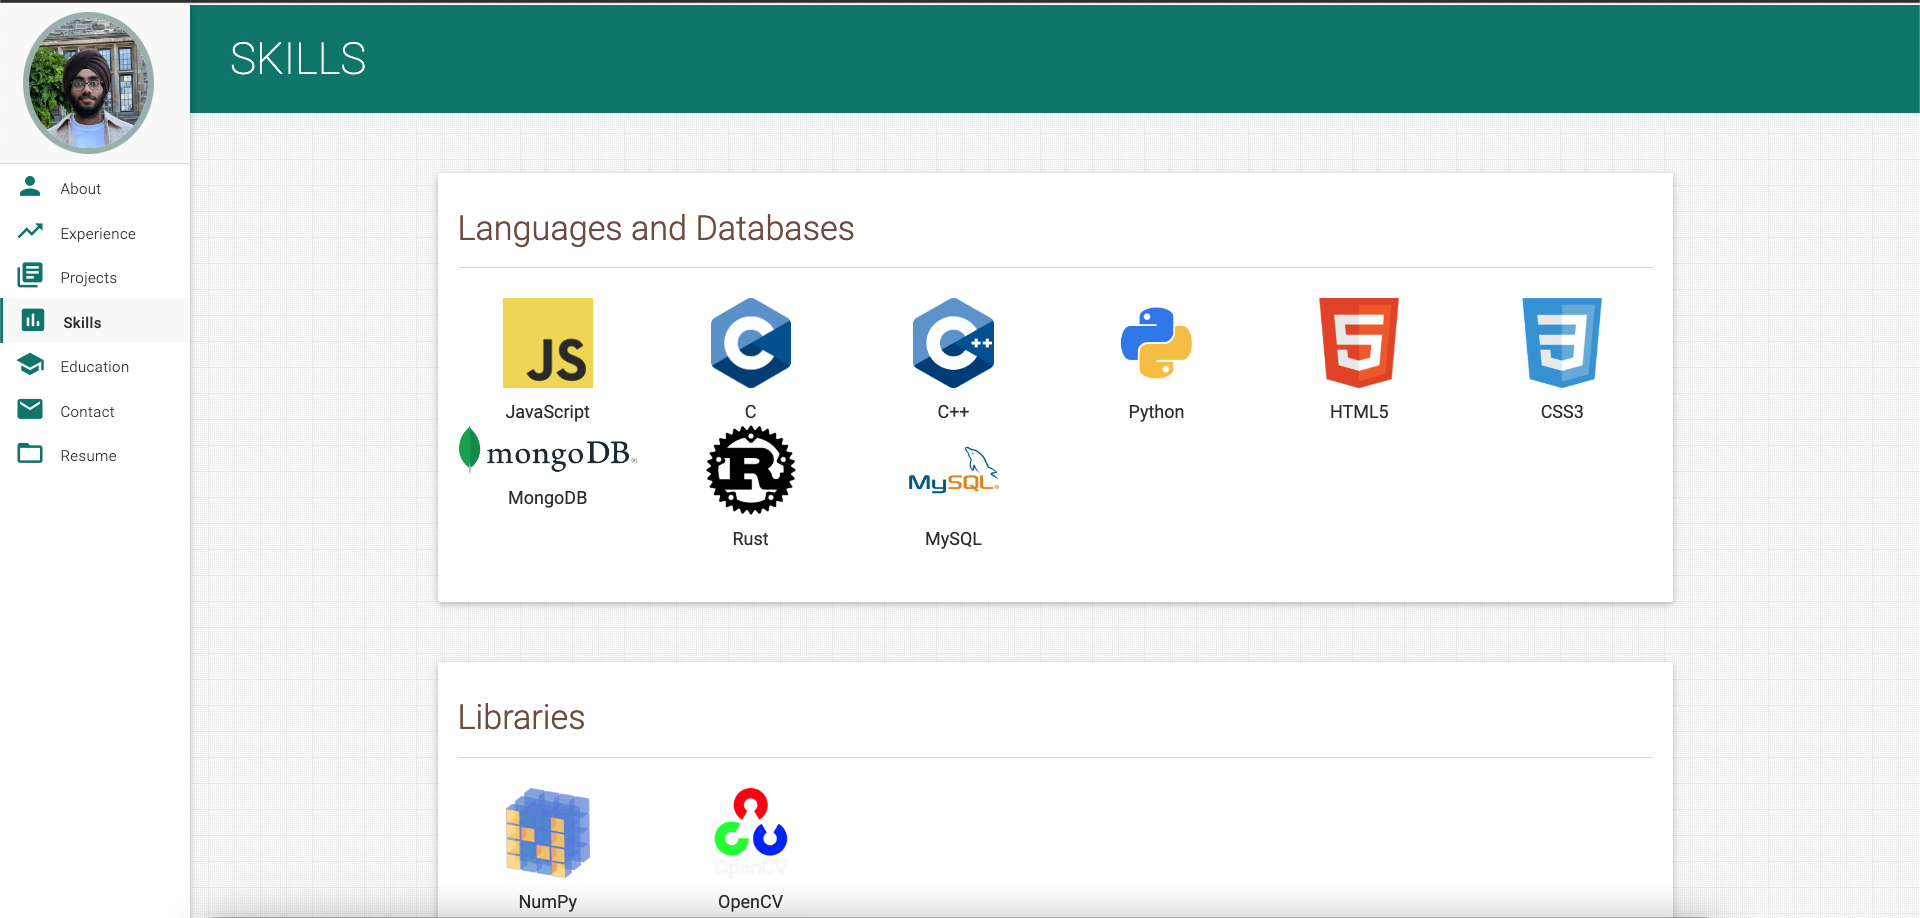 SKILLS
About
Experience
Projects
Skills
Education
Contact
Resume
Languages and Databases
JS
C
C++
5
3
JavaScript
C
C++
Python
HTML5
CSS3
mongoDB®
R
MySQL®
MongoDB
Rust
MySQL
Libraries
OpenCV
NumPy
OpenCV